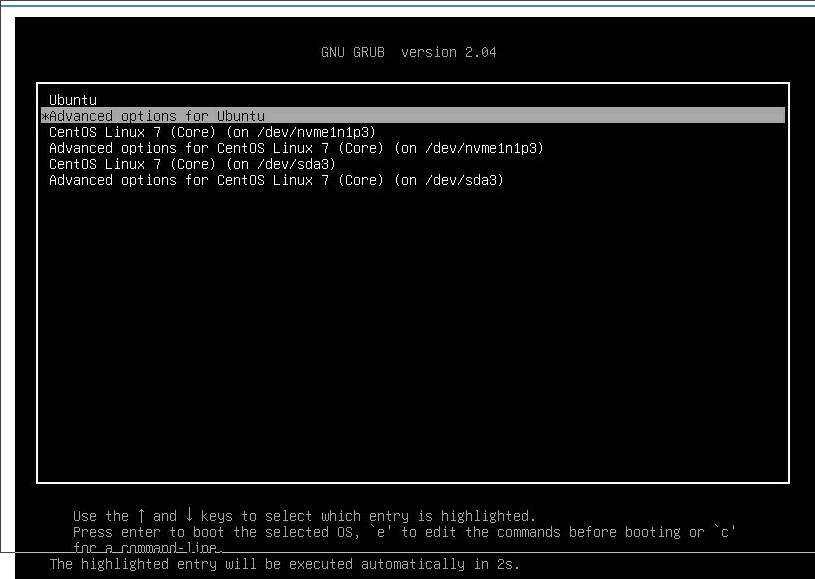 GNU GRUB  version 2.04
Ubuntu
*Advanced options for Ubuntu
CentOS Linux 7 (Core) (on /dev/nvme1n1p3)
Advanced options for CentOS Linux 7 (Core) (on /dev/nvme1n1p3)
CentOS Linux 7 (Core) (on /dev/sda3)
Advanced options for CentOS Linux 7 (Core) (on /dev/sda3)
Use the ↑ and ↓ keys to select which entry is highlighted.
Press enter to boot the selected OS, `e' to edit the commands before booting or `c'
for a command-line.
The highlighted entry will be executed automatically in 2s.